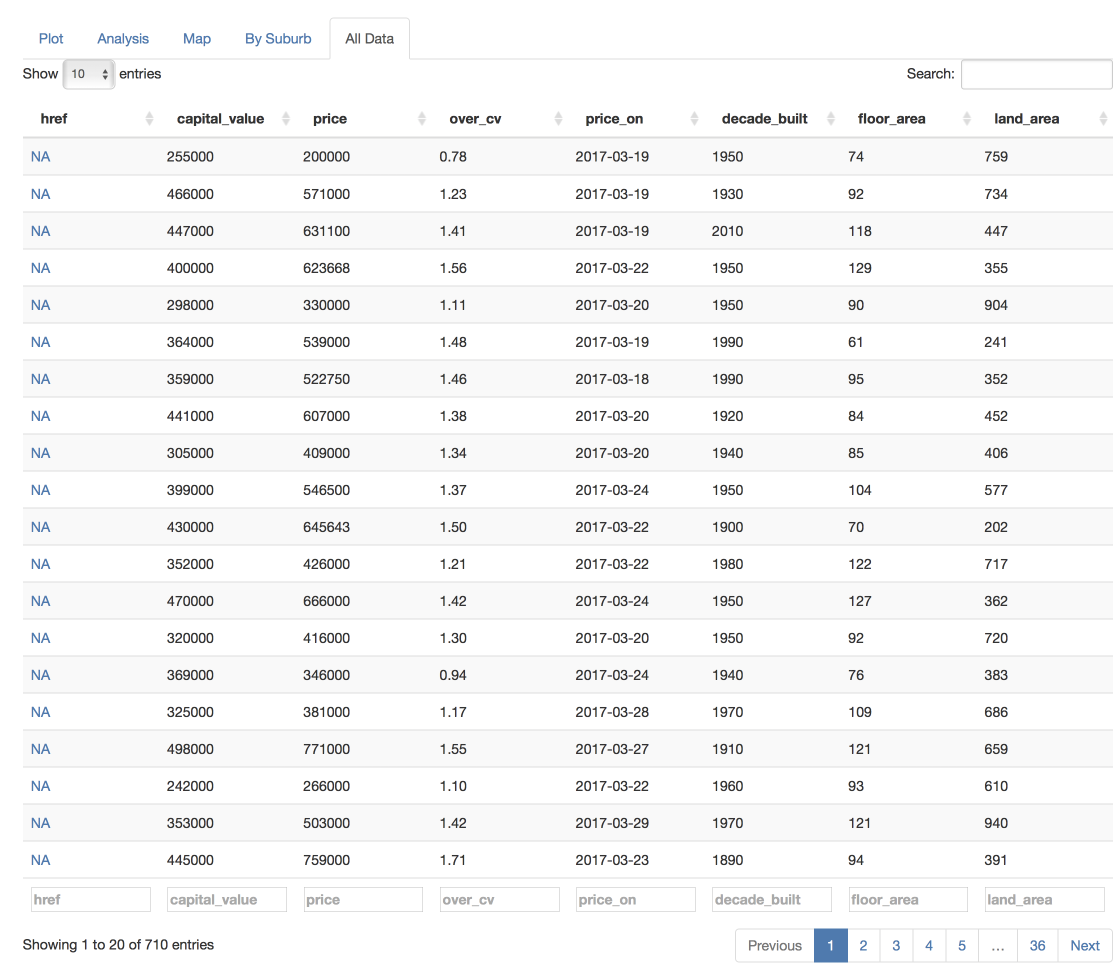 Plot Analysis Map By Suburb All Data
Show 10 entries Search:
href capital_value price over_cv price_on decade_built floor_area land_area
NA 255000 200000 0.78 2017-03-19 1950 74 759
NA 466000 571000 1.23 2017-03-19 1930 92 734
NA 447000 631100 1.41 2017-03-19 2010 118 447
NA 400000 623668 1.56 2017-03-22 1950 129 355
NA 298000 330000 1.11 2017-03-20 1950 90 904
NA 364000 539000 1.48 2017-03-19 1990 61 241
NA 359000 522750 1.46 2017-03-18 1990 95 352
NA 441000 607000 1.38 2017-03-20 1920 84 452
NA 305000 409000 1.34 2017-03-20 1940 85 406
NA 399000 546500 1.37 2017-03-24 1950 104 577
NA 430000 645643 1.50 2017-03-22 1900 70 202
NA 352000 426000 1.21 2017-03-22 1980 122 717
NA 470000 666000 1.42 2017-03-24 1950 127 362
NA 320000 416000 1.30 2017-03-20 1950 92 720
NA 369000 346000 0.94 2017-03-24 1940 76 383
NA 325000 381000 1.17 2017-03-28 1970 109 686
NA 498000 771000 1.55 2017-03-27 1910 121 659
NA 242000 266000 1.10 2017-03-22 1960 93 610
NA 353000 503000 1.42 2017-03-29 1970 121 940
NA 445000 759000 1.71 2017-03-23 1890 94 391
href capital_value price over_cv price_on decade_built floor_area land_area
Showing 1 to 20 of 710 entries Previous 1 2 3 4 5 … 36 Next